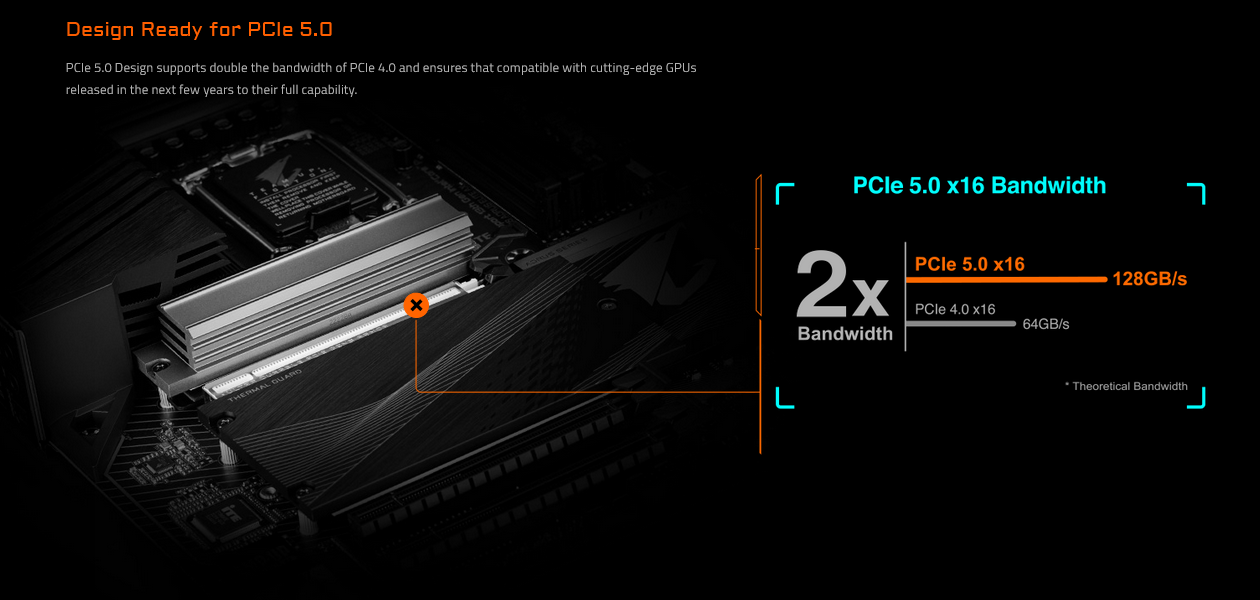 Design Ready for PCIe 5.0
PCIe 5.0 Design supports double the bandwidth of PCIe 4.0 and ensures that compatible with cutting-edge GPUs
released in the next few years to their full capability.
PCIe 5.0 x16 Bandwidth
2x
Bandwidth
PCIe 5.0 x16
128GB/s
PCIe 4.0 x16
64GB/s
* Theoretical Bandwidth
THERMAL GUARD